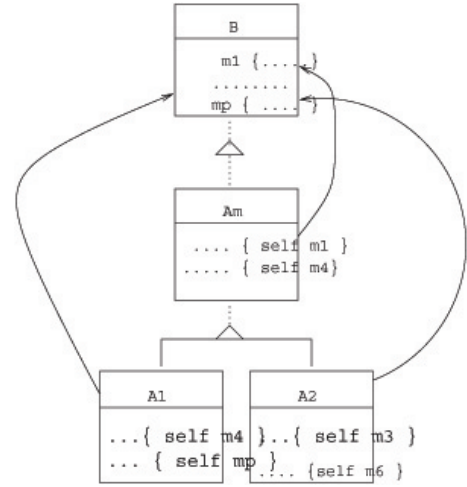 B
m1 {....,}
........
mp { .... }
Am
.... { self m1 }
..... { self m4}
A1
...{ self m4 }
... { self mp }
A2
...{ self m3 }
.... {self m6 }